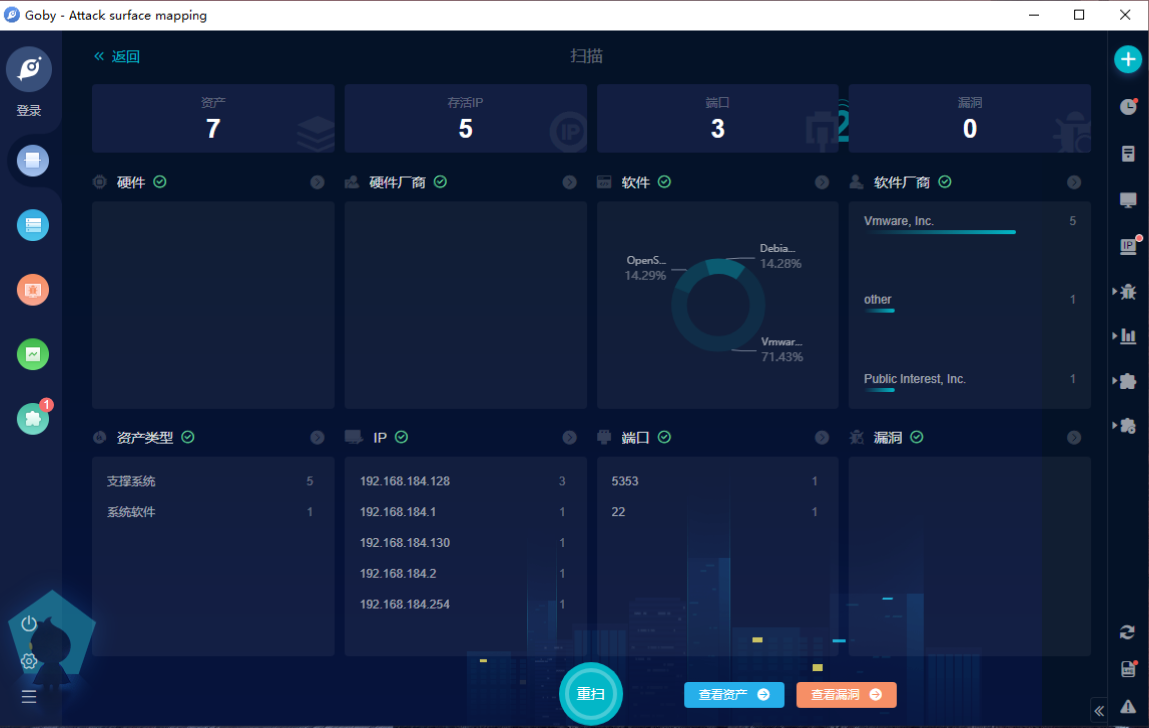 Goby - Attack surface mapping
« 返回
扫描
登录
资产
7
存活IP
5
端口
3
漏洞
0
硬件
硬件厂商
软件
软件厂商
OpenS...
14.29%
Debia...
14.28%
Vmwar...
71.43%
Vmware, Inc. 5
other 1
Public Interest, Inc. 1
资产类型
IP
端口
漏洞
支撑系统 5
系统软件 1
192.168.184.128 3
192.168.184.1 1
192.168.184.130 1
192.168.184.2 1
192.168.184.254 1
5353 1
22 1
1
IP
IP
重扫
查看资产
查看漏洞